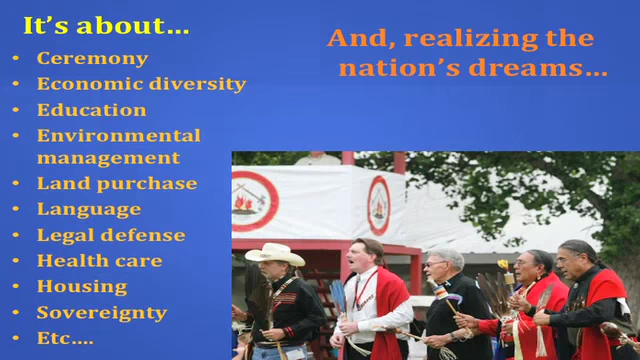 It's about…
• Ceremony
• Economic diversity
• Education
• Environmental
management
• Land purchase
• Language
• Legal defense
• Health care
• Housing
• Sovereignty
• Etc….
And, realizing the
nation's dreams…